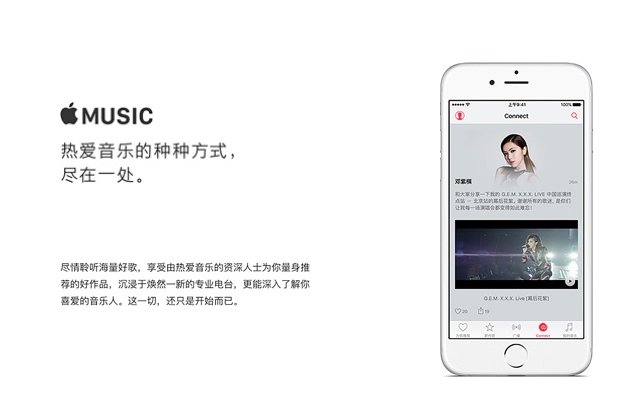 MUSIC
热爱音乐的种种方式，
尽在一处。
尽情聆听海量好歌，享受由热爱音乐的资深人士为你量身推
荐的好作品，沉浸于焕然一新的专业电台，更能深入了解你
喜爱的音乐人。这一切，还只是开始而已。
上午9:41
100%
Connect
邓紫棋
和大家分享一下我的 G.E.M. X.X.X. LIVE 中国巡演终
点站 － 北京站的幕后花絮，谢谢所有的歌迷，是你们
让我每一场演唱会都变得如此难忘！
G.E.M. X.X.X. Live [幕后花絮]
20
19
为你推荐
新内容
广播
Connect
我的音乐